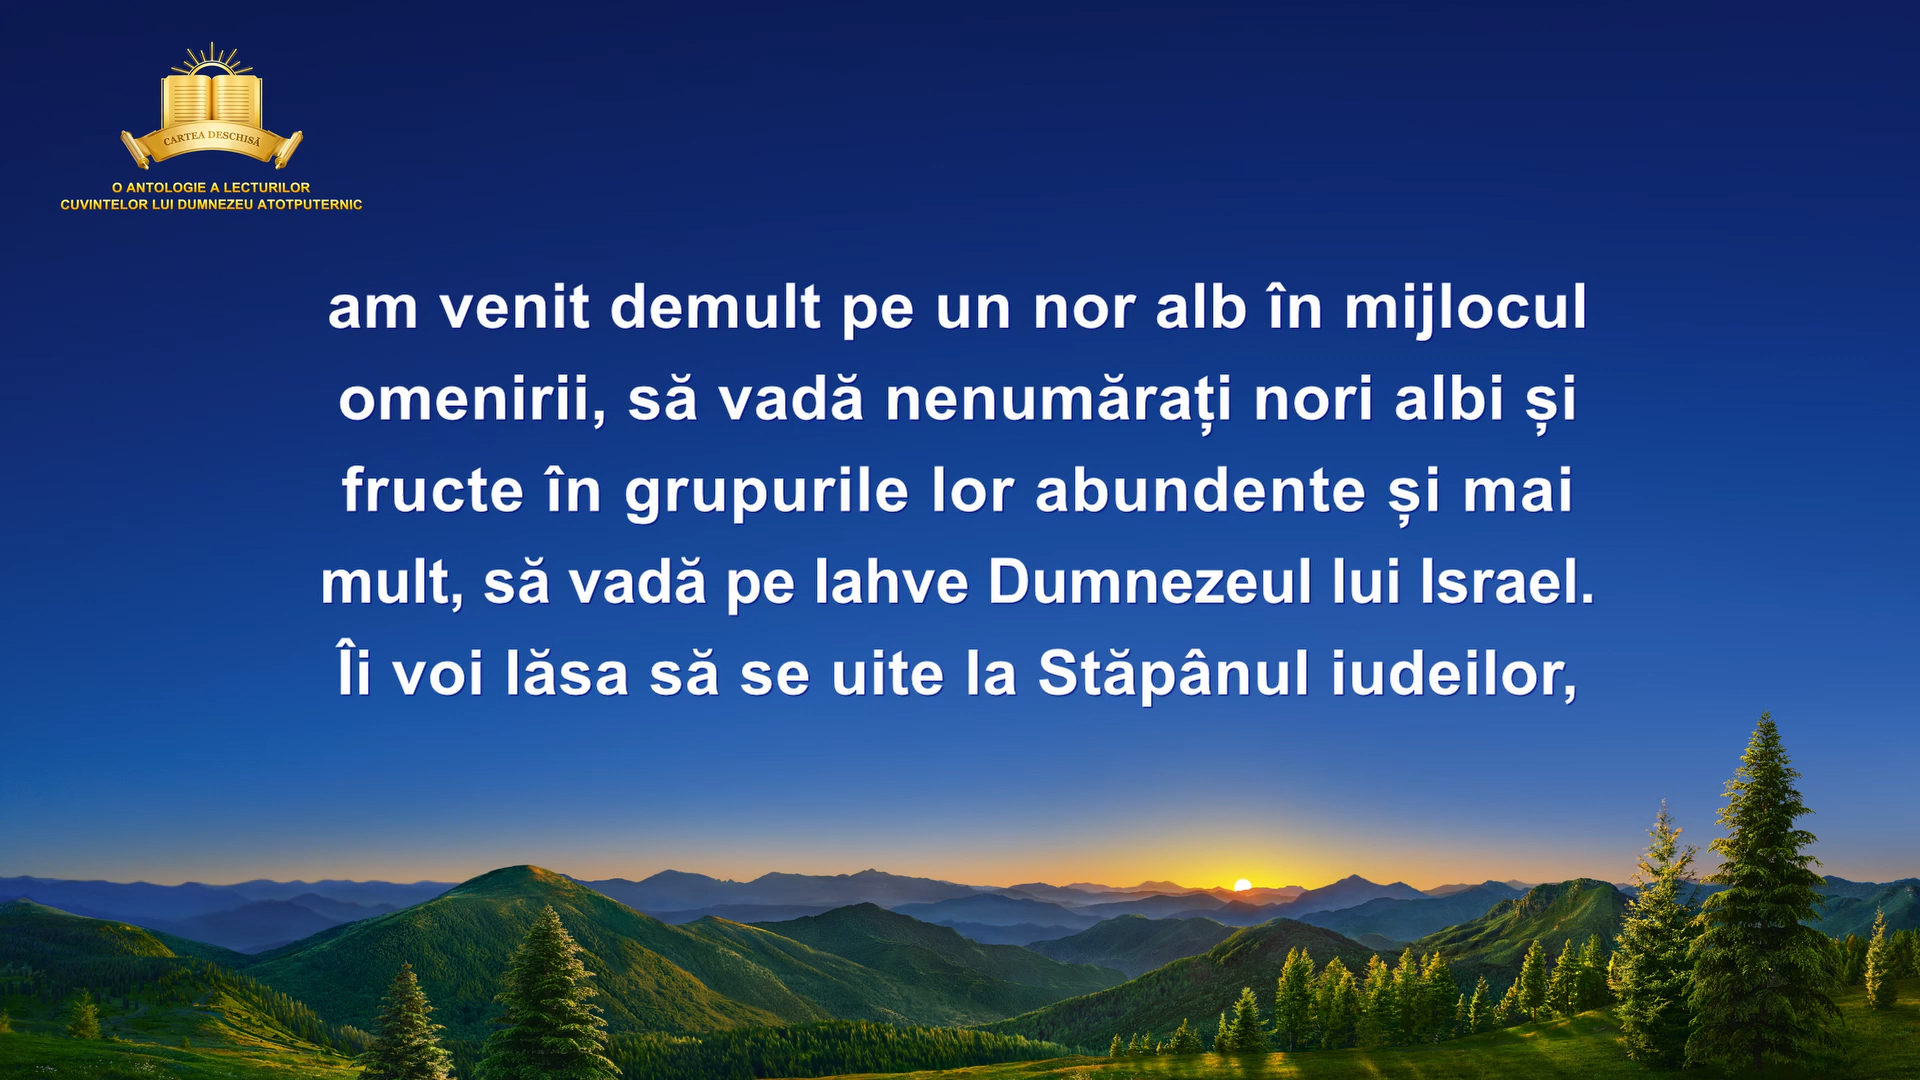 CARTEA DESCHISĂ
O ANTOLOGIE A LECTURILOR
CUVINTELOR LUI DUMNEZEU ATOTPUTERNIC
am venit demult pe un nor alb în mijlocul
omenirii, să vadă nenumărați nori albi și
fructe în grupurile lor abundente și mai
mult, să vadă pe Iahve Dumnezeul lui Israel.
Îi voi lăsa să se uite la Stăpânul iudeilor,